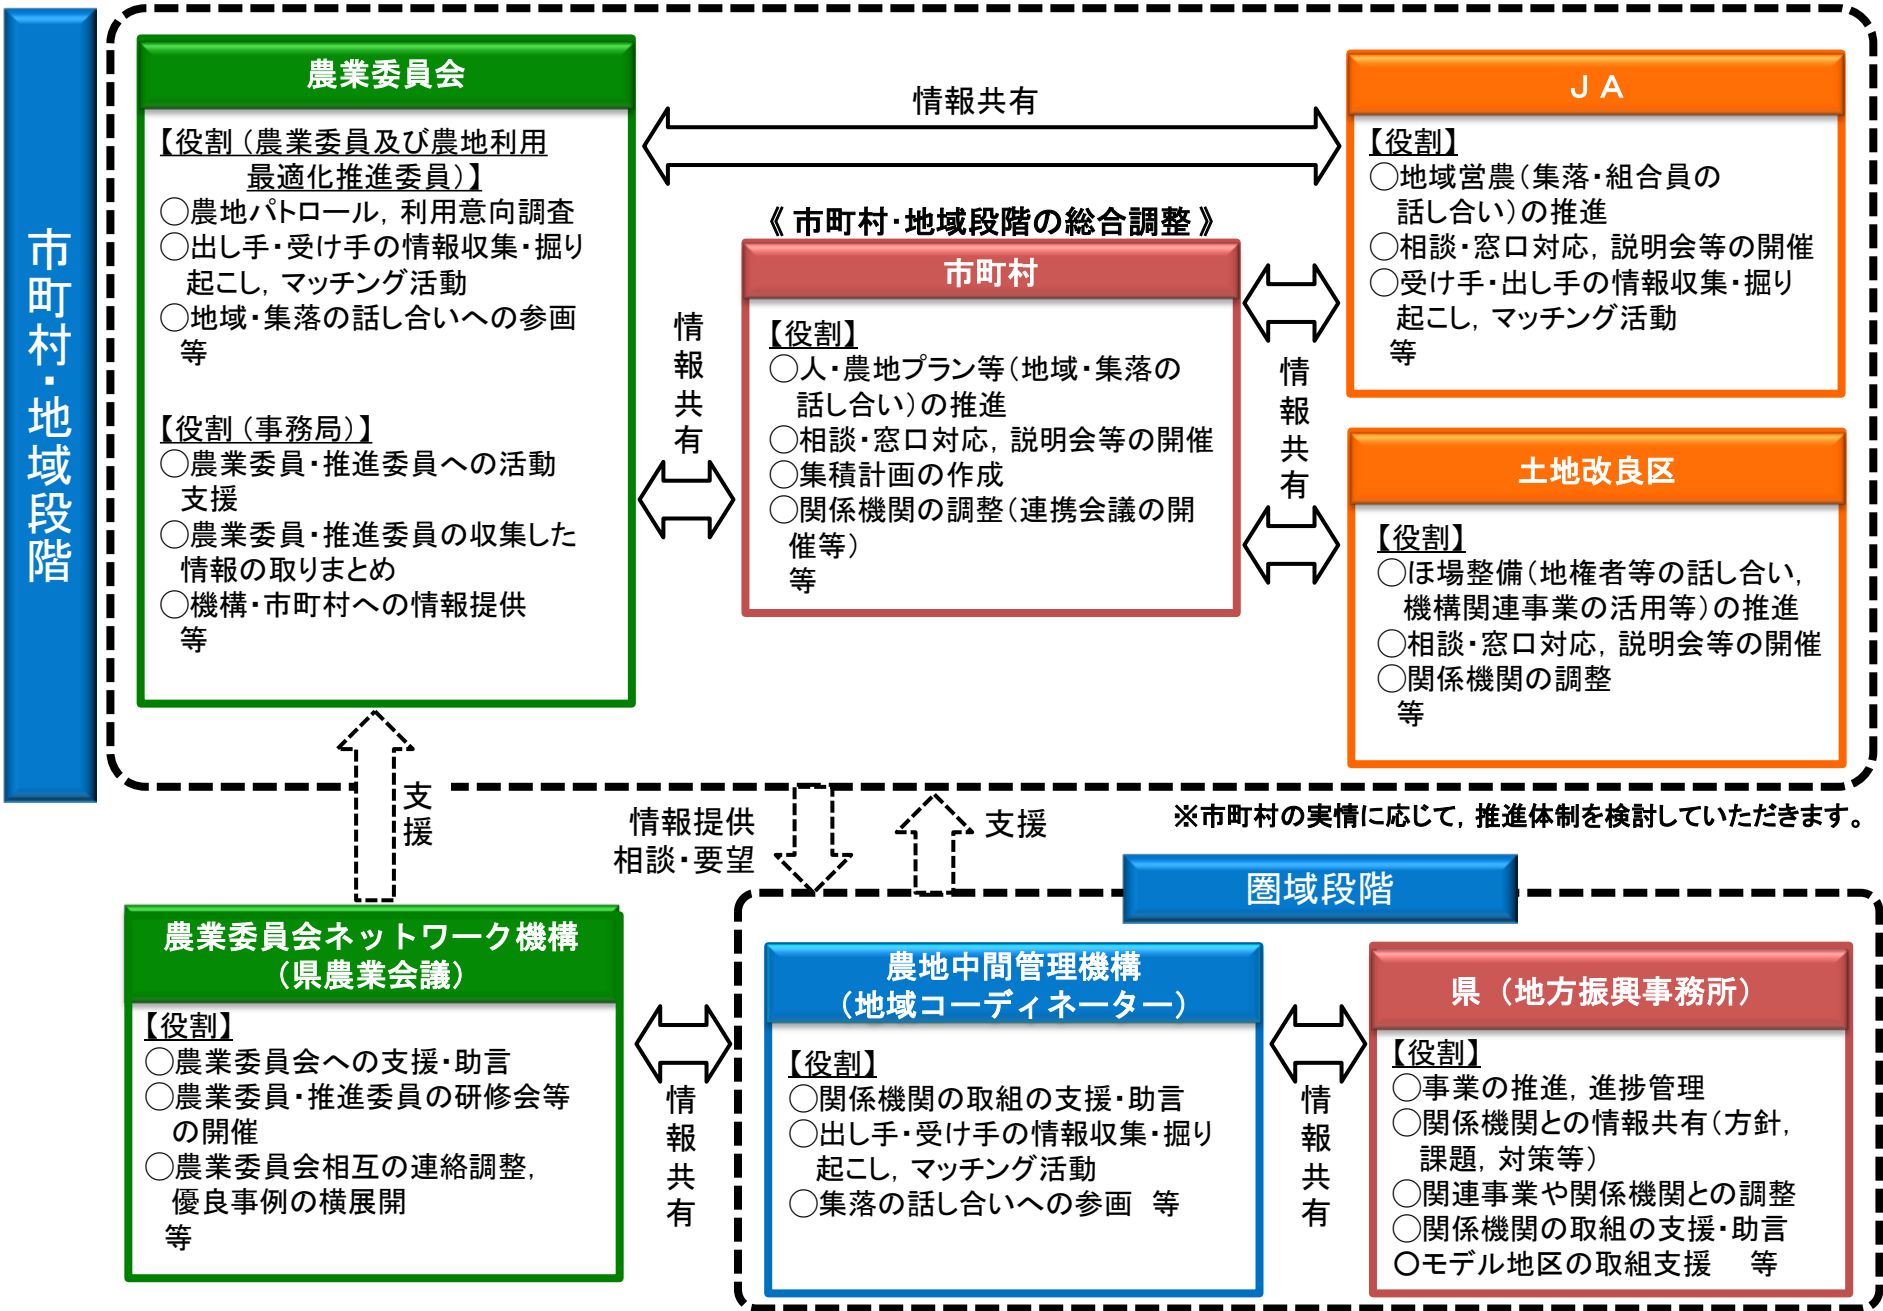 市町村・地域段階
農業委員会
【役割（農業委員及び農地利用
最適化推進委員）】
○農地パトロール，利用意向調査
○出し手・受け手の情報収集・掘り
起こし，マッチング活動
○地域・集落の話し合いへの参画
等
【役割（事務局）】
○農業委員・推進委員への活動
支援
○農業委員・推進委員の収集した
情報の取りまとめ
○機構・市町村への情報提供
等
情報共有
情報共有
《 市町村・地域段階の総合調整 》
市町村
【役割】
○人・農地プラン等（地域・集落の
話し合い）の推進
○相談・窓口対応，説明会等の開催
○集積計画の作成
○関係機関の調整（連携会議の開
催等）
等
情報共有
ＪＡ
【役割】
○地域営農（集落・組合員の
話し合い）の推進
○相談・窓口対応，説明会等の開催
○受け手・出し手の情報収集・掘り
起こし，マッチング活動
等
土地改良区
【役割】
○ほ場整備（地権者等の話し合い，
機構関連事業の活用等）の推進
○相談・窓口対応，説明会等の開催
○関係機関の調整
等
支援
情報提供
相談・要望
支援
※市町村の実情に応じて，推進体制を検討していただきます。
圏域段階
農業委員会ネットワーク機構
（県農業会議）
【役割】
○農業委員会への支援・助言
○農業委員・推進委員の研修会等
の開催
○農業委員会相互の連絡調整，
優良事例の横展開
等
情報共有
農地中間管理機構
（地域コーディネーター）
【役割】
○関係機関の取組の支援・助言
○出し手・受け手の情報収集・掘り
起こし，マッチング活動
○集落の話し合いへの参画　等
情報共有
県（地方振興事務所）
【役割】
○事業の推進，進捗管理
○関係機関との情報共有（方針，
課題，対策等）
○関連事業や関係機関との調整
○関係機関の取組の支援・助言
○モデル地区の取組支援　等